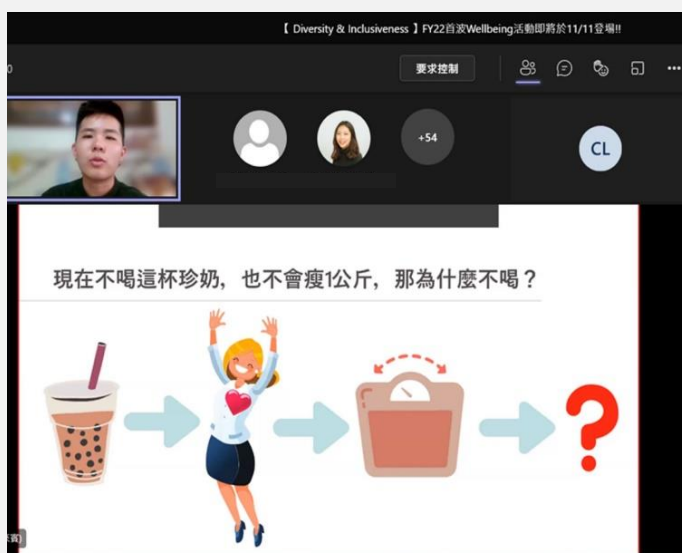 【 Diversity & Inclusiveness 】FY22首波Wellbeing活動即將於11/11登場!!
0
要求控制
+54
CL
現在不喝這杯珍奶，也不會瘦1公斤，那為什麼不喝？
?